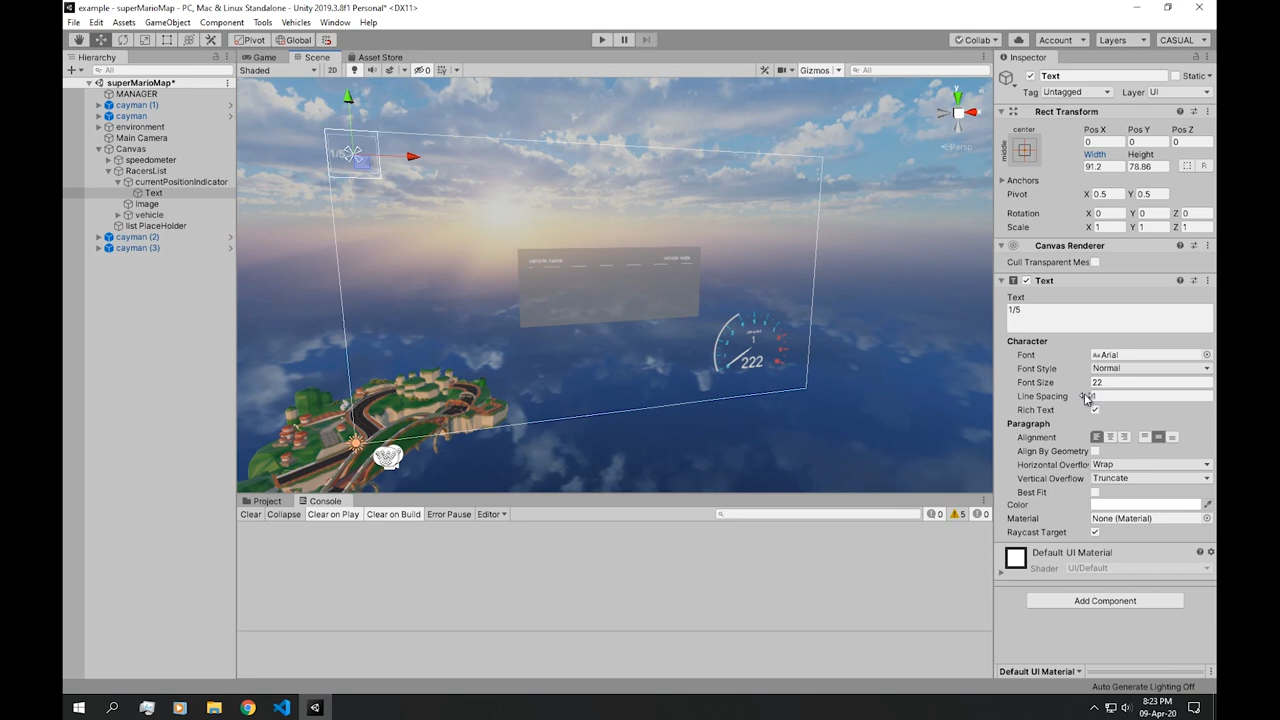 example - superMarioMap - PC, Mac & Linux Standalone - Unity 2019.3.8f1 Personal* <DX11>
File Edit Assets GameObject Component Tools Vehicles Window Help
Pivot Global Collab Account Layers CASUAL
Hierarchy Game Scene Asset Store Inspector
All Shaded 2D 0 Gizmos All
superMarioMap*
MANAGER
cayman (1)
cayman
environment
Main Camera
Canvas
speedometer
RacersList
currentPositionIndicator
Text
Image
vehicle
list PlaceHolder
cayman (2)
cayman (3)
y
x
Persp
1/5
1
222
Project Console
Clear Collapse Clear on Play Clear on Build Error Pause Editor 0 5 0
Text Static
Tag Untagged Layer UI
Rect Transform
center Pos X Pos Y Pos Z
middle 0 0 0
Width Height
91.2 78.86 R
Anchors
Pivot X 0.5 Y 0.5
Rotation X 0 Y 0 Z 0
Scale X 1 Y 1 Z 1
Canvas Renderer
Cull Transparent Mes
Text
Text
1/5
Character
Font Arial
Font Style Normal
Font Size 22
Line Spacing 1
Rich Text
Paragraph
Alignment
Align By Geometry
Horizontal Overflo Wrap
Vertical Overflow Truncate
Best Fit
Color
Material None (Material)
Raycast Target
Default UI Material
Shader UI/Default
Add Component
Default UI Material
Auto Generate Lighting Off
8:23 PM
09-Apr-20